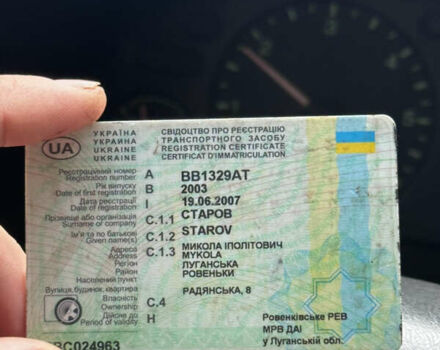 УКРАЇНА
УКРАИНА
UKRAINE
UKRAINE
UA
СВІДОЦТВО ПРО РЕЄСТРАЦІЮ
ТРАНСПОРТНОГО ЗАСОБУ
REGISTRATION CERTIFICATE
CERTIFICAT D'IMMATRICULATION
Реєстраційний номер A BB1329AT
Registration number
Рік випуску B 2003
Date of first registration
Дата реєстрації I 19.06.2007
Прізвище або організація C.1.1 СТАРОВ
Surname of company STAROV
Ім'я та по батькові C.1.2 МИКОЛА ІПОЛІТОВИЧ
Given name(s) MYKOLA
Адреса C.1.3 ЛУГАНСЬКА
Address РОВЕНЬКИ
Регіон
Район
Населений пункт
Вулиця, будинок, квартира РАДЯНСЬКА, 8
Власність C.4
Ownership
Дійсне до H
Period of validity
Ровенківське РЕВ
МРВ ДАІ
у Луганській обл.
ВС024963